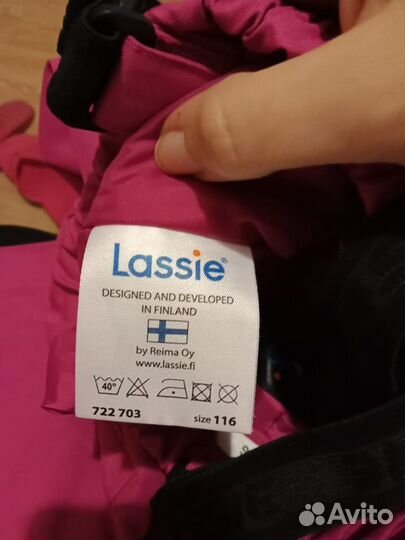 Lassie®
DESIGNED AND DEVELOPED
IN FINLAND
by Reima Oy
www.lassie.fi
40°
722 703 size 116
Avito